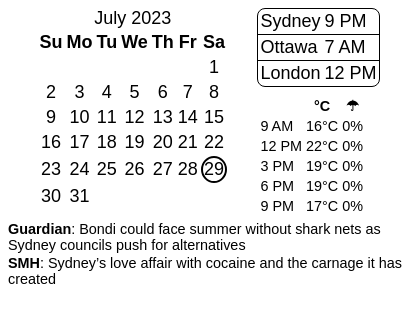 July 2023
Su Mo Tu We Th Fr Sa
1
2 3 4 5 6 7 8
9 10 11 12 13 14 15
16 17 18 19 20 21 22
23 24 25 26 27 28 29
30 31
Sydney 9 PM
Ottawa 7 AM
London 12 PM
°C ☂
9 AM 16°C 0%
12 PM 22°C 0%
3 PM 19°C 0%
6 PM 19°C 0%
9 PM 17°C 0%
Guardian: Bondi could face summer without shark nets as
Sydney councils push for alternatives
SMH: Sydney’s love affair with cocaine and the carnage it has
created